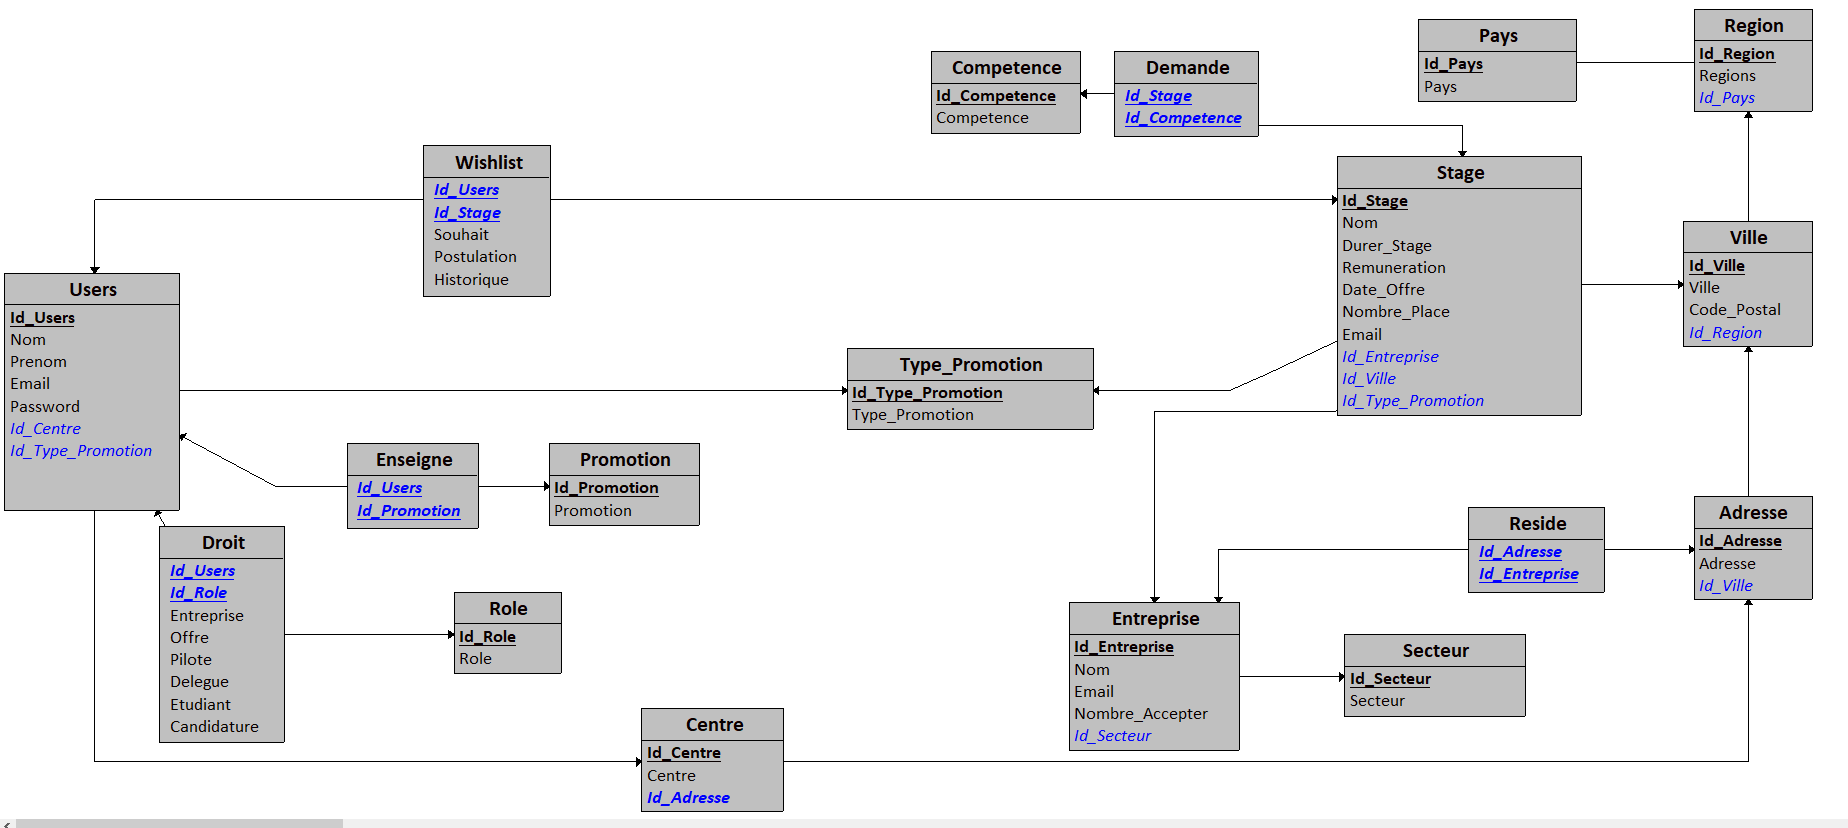 Pays
Id_Pays
Pays
Region
Id_Region
Regions
Id_Pays
Competence
Id_Competence
Competence
Demande
Id_Stage
Id_Competence
Wishlist
Id_Users
Id_Stage
Souhait
Postulation
Historique
Stage
Id_Stage
Nom
Durer_Stage
Remuneration
Date_Offre
Nombre_Place
Email
Id_Entreprise
Id_Ville
Id_Type_Promotion
Ville
Id_Ville
Ville
Code_Postal
Id_Region
Users
Id_Users
Nom
Prenom
Email
Password
Id_Centre
Id_Type_Promotion
Type_Promotion
Id_Type_Promotion
Type_Promotion
Enseigne
Id_Users
Id_Promotion
Promotion
Id_Promotion
Promotion
Droit
Id_Users
Id_Role
Entreprise
Offre
Pilote
Delegue
Etudiant
Candidature
Role
Id_Role
Role
Reside
Id_Adresse
Id_Entreprise
Adresse
Id_Adresse
Adresse
Id_Ville
Entreprise
Id_Entreprise
Nom
Email
Nombre_Accepter
Id_Secteur
Secteur
Id_Secteur
Secteur
Centre
Id_Centre
Centre
Id_Adresse